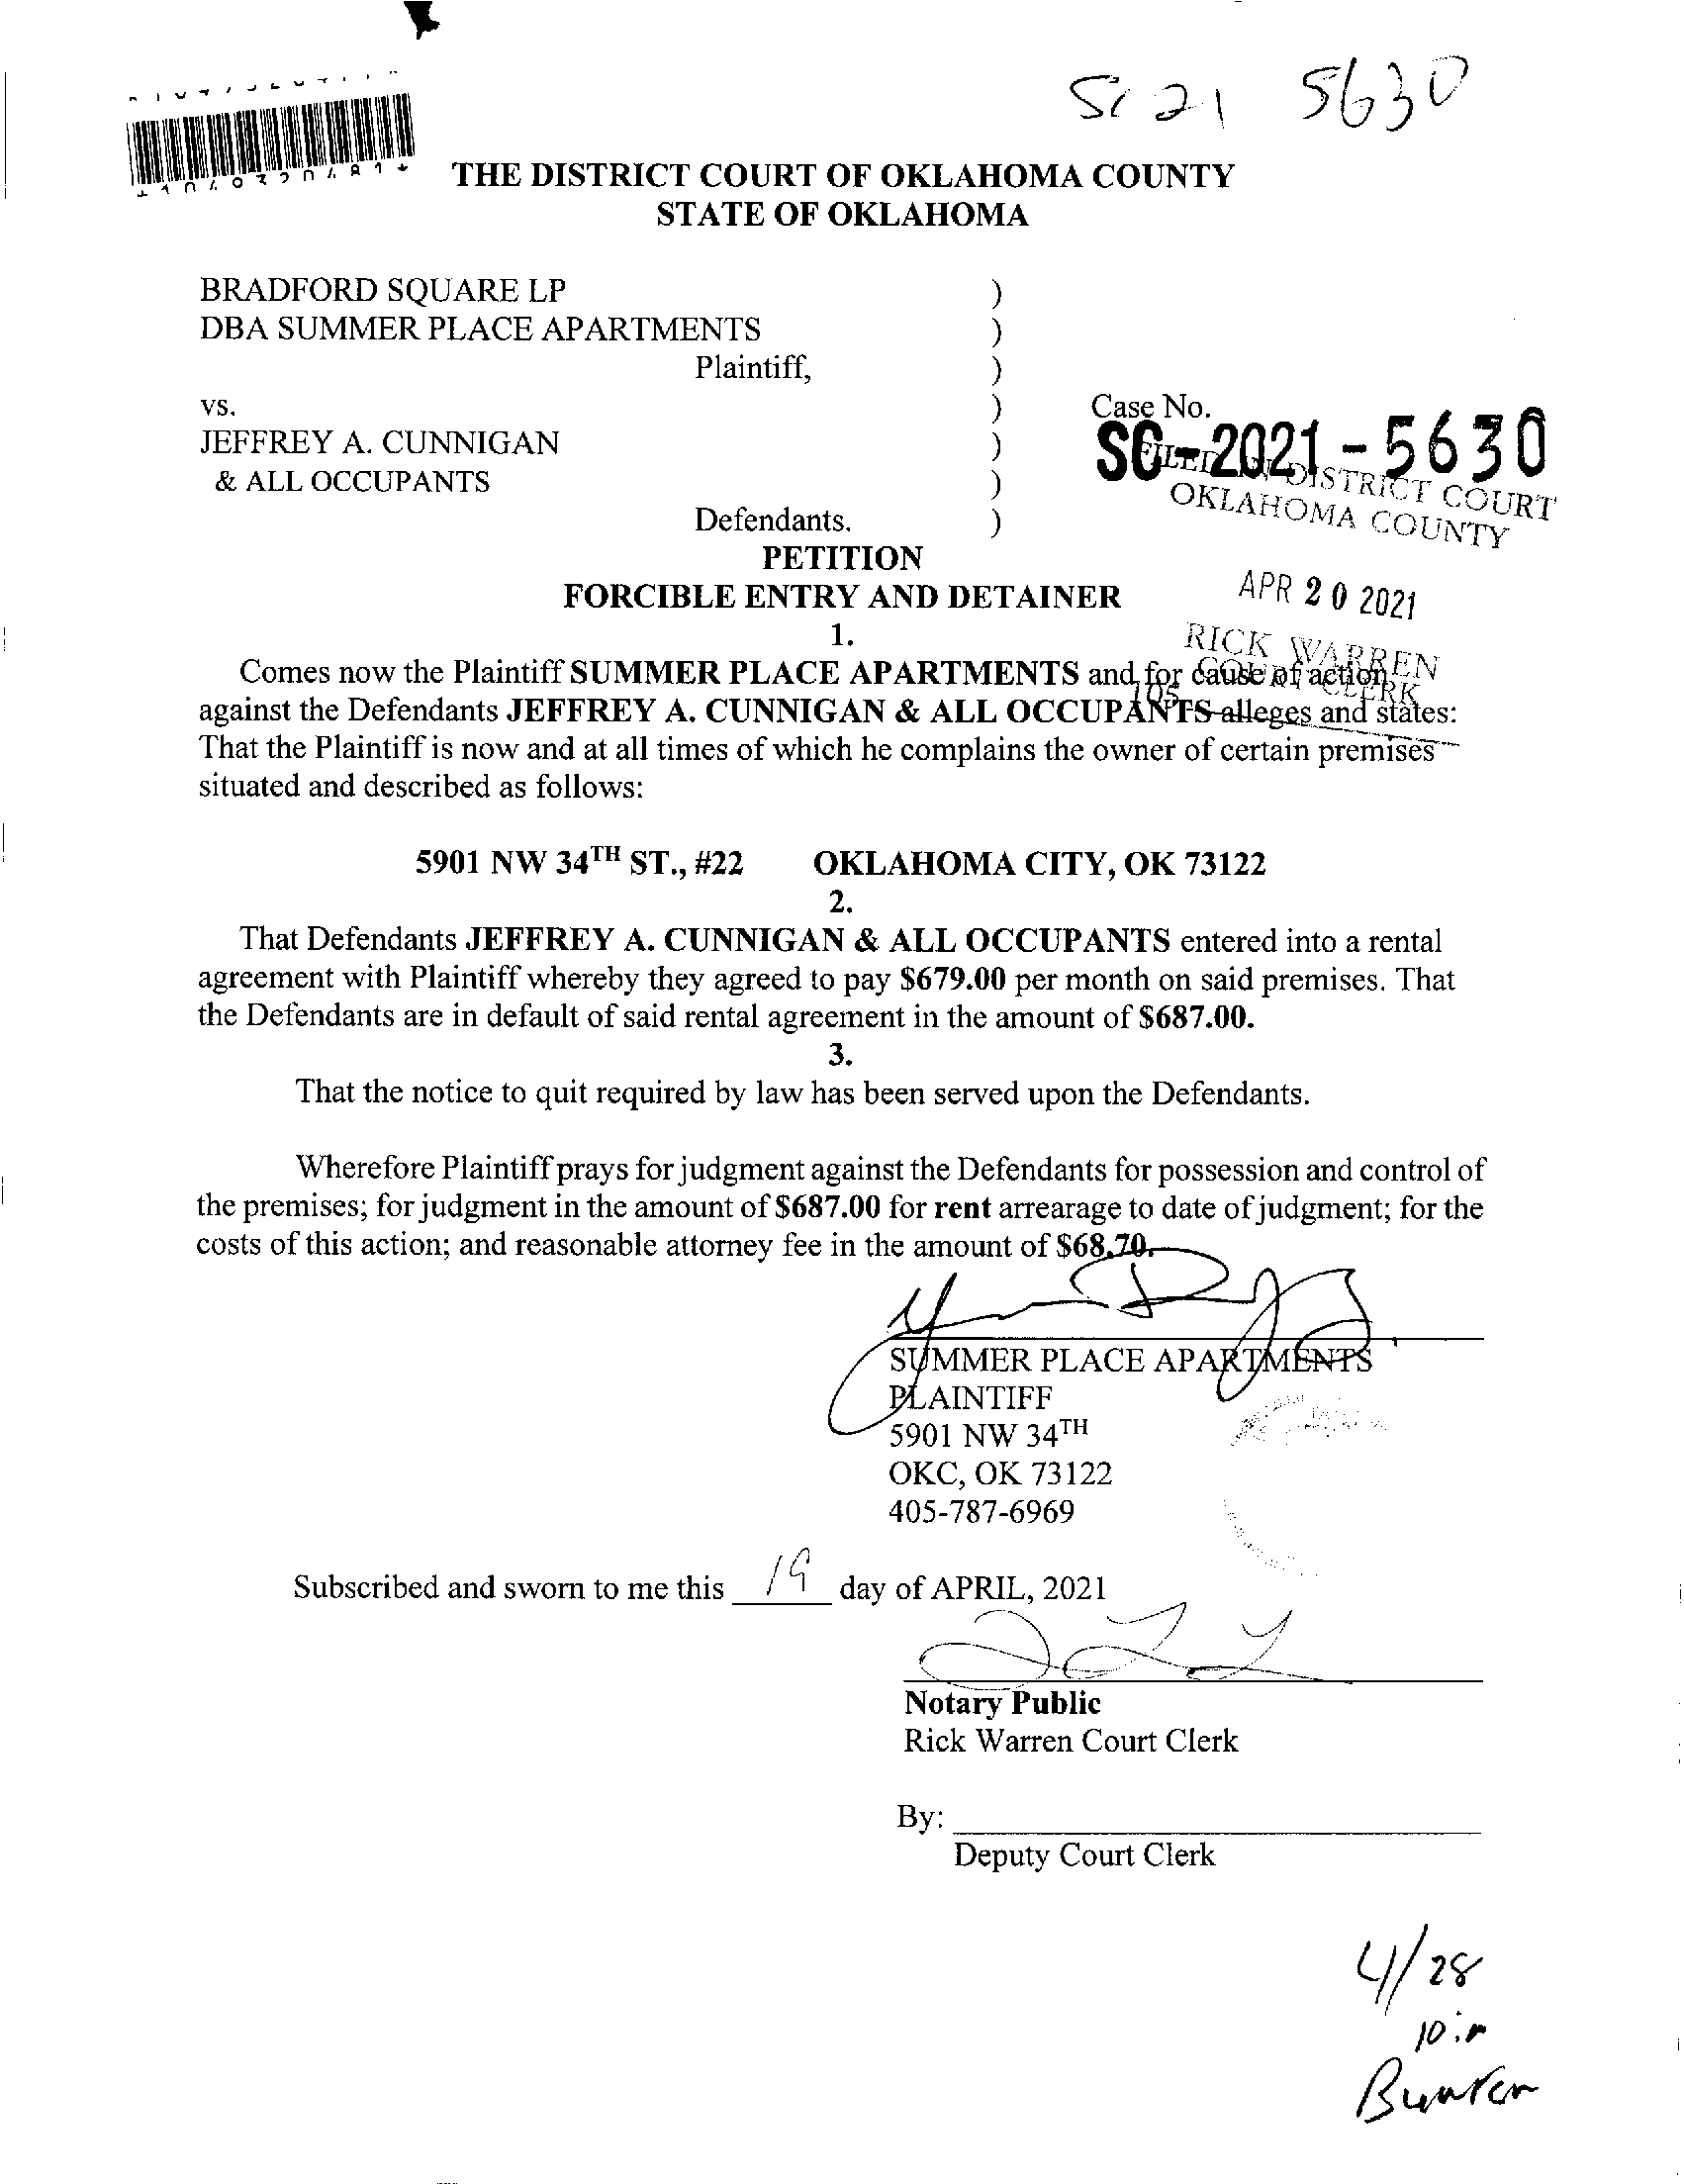 SC 21 5630
THE DISTRICT COURT OF OKLAHOMA COUNTY
STATE OF OKLAHOMA
BRADFORD SQUARE LP )
DBA SUMMER PLACE APARTMENTS )
Plaintiff, )
vs. ) Case No.
JEFFREY A. CUNNIGAN ) SC-2021-5630
& ALL OCCUPANTS )
Defendants. )
FILED IN DISTRICT COURT
OKLAHOMA COUNTY
APR 20 2021
RICK WARREN
COURT CLERK
105
PETITION
FORCIBLE ENTRY AND DETAINER
1.
Comes now the Plaintiff SUMMER PLACE APARTMENTS and for cause of action
against the Defendants JEFFREY A. CUNNIGAN & ALL OCCUPANTS alleges and states:
That the Plaintiff is now and at all times of which he complains the owner of certain premises
situated and described as follows:
5901 NW 34TH ST., #22 OKLAHOMA CITY, OK 73122
2.
That Defendants JEFFREY A. CUNNIGAN & ALL OCCUPANTS entered into a rental
agreement with Plaintiff whereby they agreed to pay $679.00 per month on said premises. That
the Defendants are in default of said rental agreement in the amount of $687.00.
3.
That the notice to quit required by law has been served upon the Defendants.
Wherefore Plaintiff prays for judgment against the Defendants for possession and control of
the premises; for judgment in the amount of $687.00 for rent arrearage to date of judgment; for the
costs of this action; and reasonable attorney fee in the amount of $68.70.
SUMMER PLACE APARTMENTS
PLAINTIFF
5901 NW 34TH
OKC, OK 73122
405-787-6969
Subscribed and sworn to me this 19 day of APRIL, 2021
Notary Public
Rick Warren Court Clerk
By:
Deputy Court Clerk
4/28